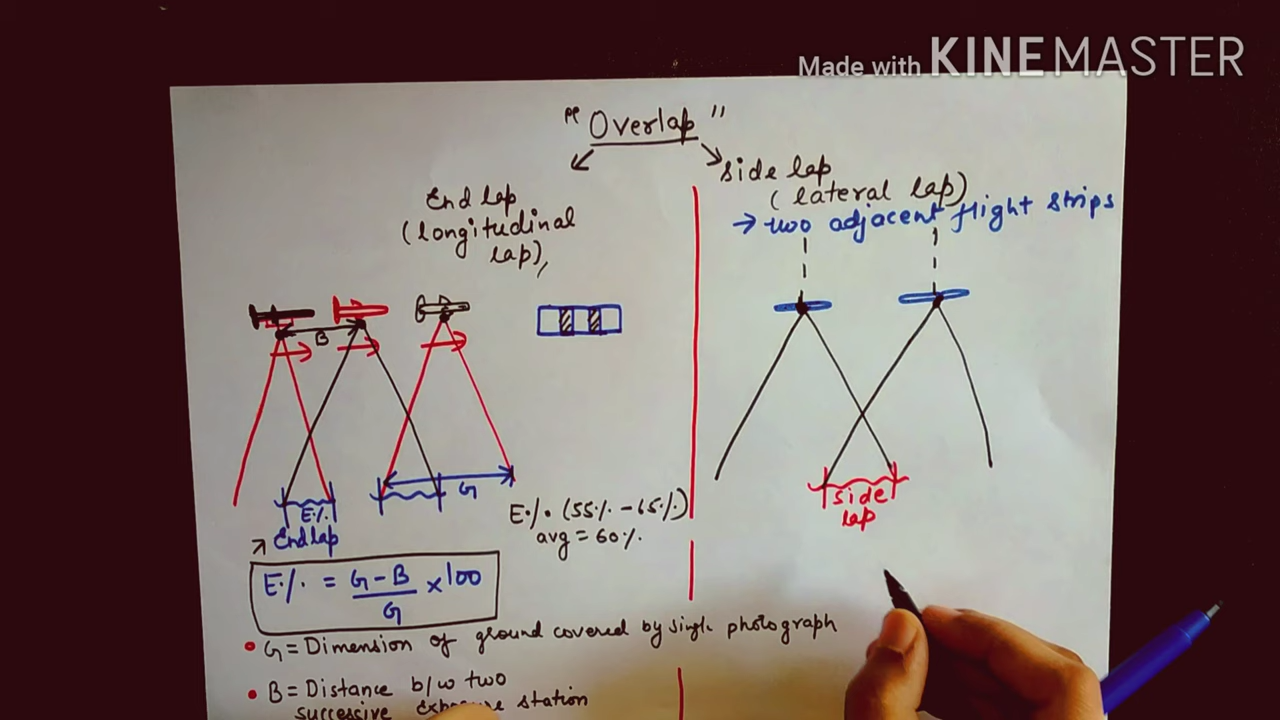 Made with KINEMASTER
"Overlap"
End lap
(longitudinal
lap),
side lap
(lateral lap)
→ two adjacent flight strips
B
G
E%
End lap
E% (55% - 65%)
avg = 60%
side
lap
E% = G-B/G ×100
• G = Dimension of ground covered by single photograph
• B = Distance b/w two
successive exposure station